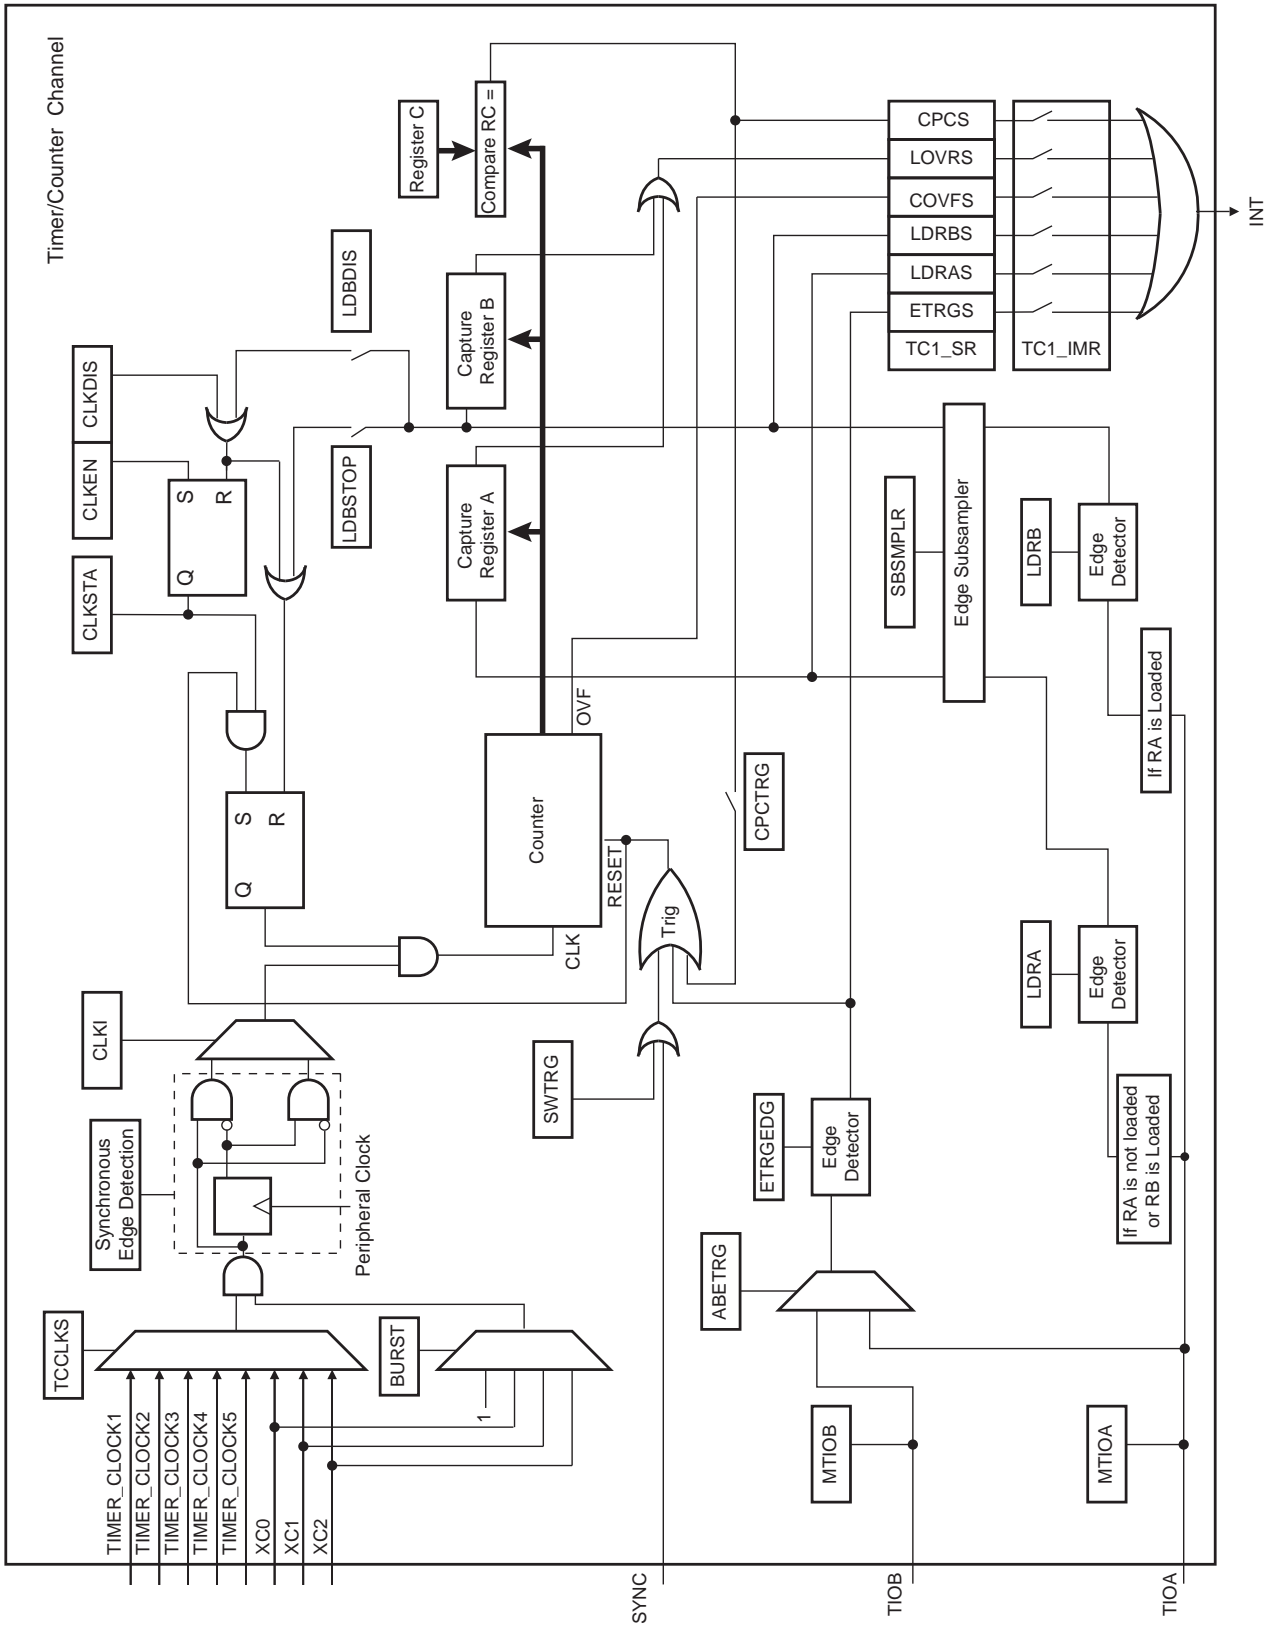 Timer/Counter Channel
TCCLKS
TIMER_CLOCK1
TIMER_CLOCK2
TIMER_CLOCK3
TIMER_CLOCK4
TIMER_CLOCK5
XC0
XC1
XC2
Synchronous
Edge Detection
CLKI
Peripheral Clock
BURST
1
CLKSTA
CLKEN
CLKDIS
Q
S
R
Q
S
R
LDBSTOP
LDBDIS
Register C
Capture
Register A
Capture
Register B
Compare RC =
Counter
CLK
OVF
RESET
SWTRG
Trig
SYNC
CPCTRG
ABETRG
ETRGEDG
Edge
Detector
MTIOB
TIOB
SBSMPLR
Edge Subsampler
CPCS
LOVRS
COVFS
LDRBS
LDRAS
ETRGS
TC1_SR
TC1_IMR
LDRA
Edge
Detector
LDRB
Edge
Detector
If RA is not loaded
or RB is Loaded
If RA is Loaded
MTIOA
TIOA
INT